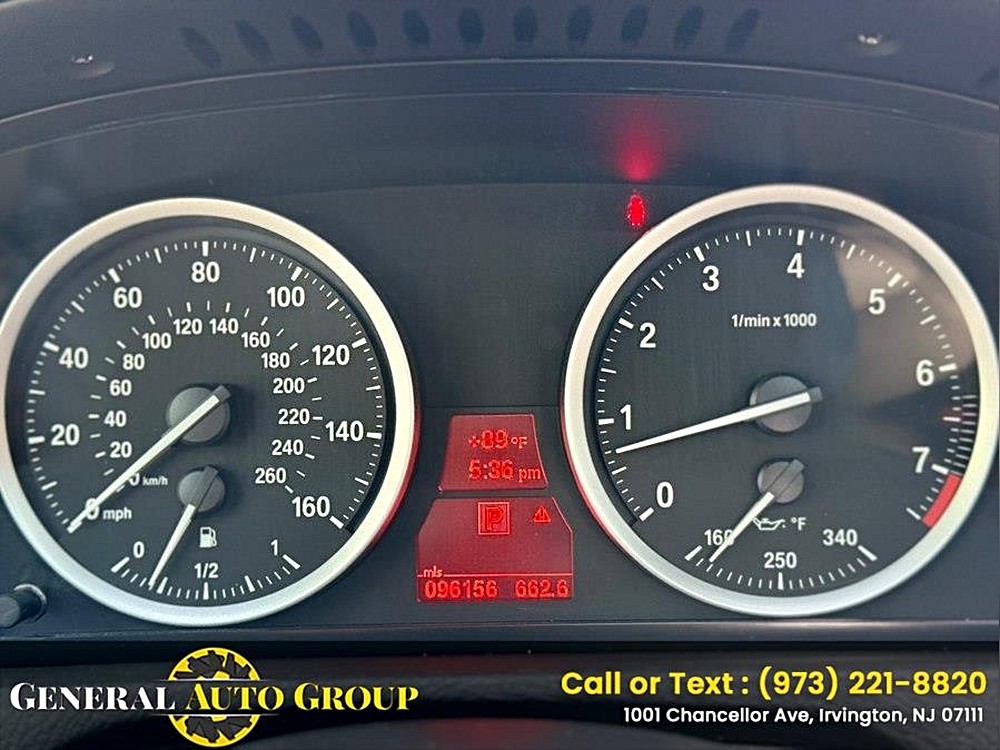 80
60 100
40 120
20 140
0 mph 160
120 140
100 160
80 180
60 200
40 220
20 240
km/h 260
0 1/2 1
+89°F
5:36 pm
P
mls
096156 662.6
1/min x 1000
4
3 5
2 6
1 7
0
°F
160 250 340
GENERAL AUTO GROUP
Call or Text : (973) 221-8820
1001 Chancellor Ave, Irvington, NJ 07111